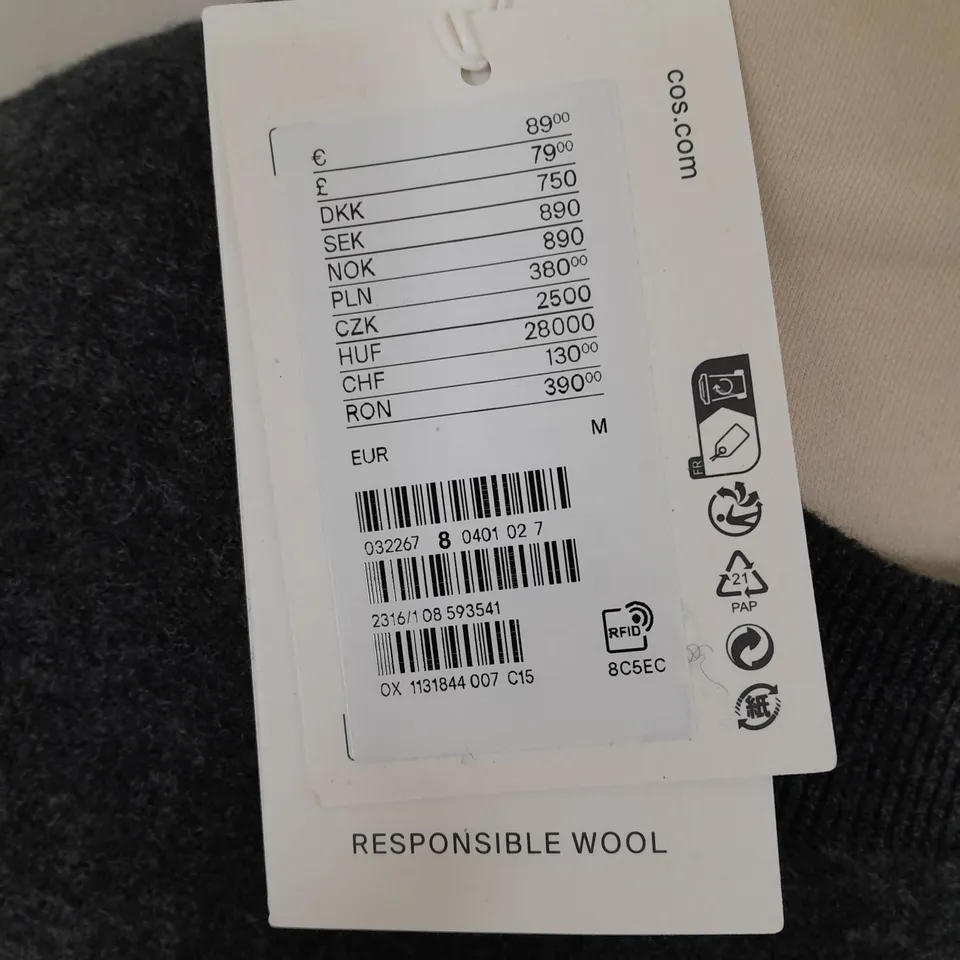 cos.com
€ 89⁰⁰
£ 79⁰⁰
DKK 750
SEK 890
NOK 890
PLN 380⁰⁰
CZK 2500
HUF 28000
CHF 130⁰⁰
RON 390⁰⁰
EUR M
032267 8 0401 02 7
2316/1 08 593541
OX 1131844 007 C15
RFID
8C5EC
FR
21
PAP
紙
RESPONSIBLE WOOL